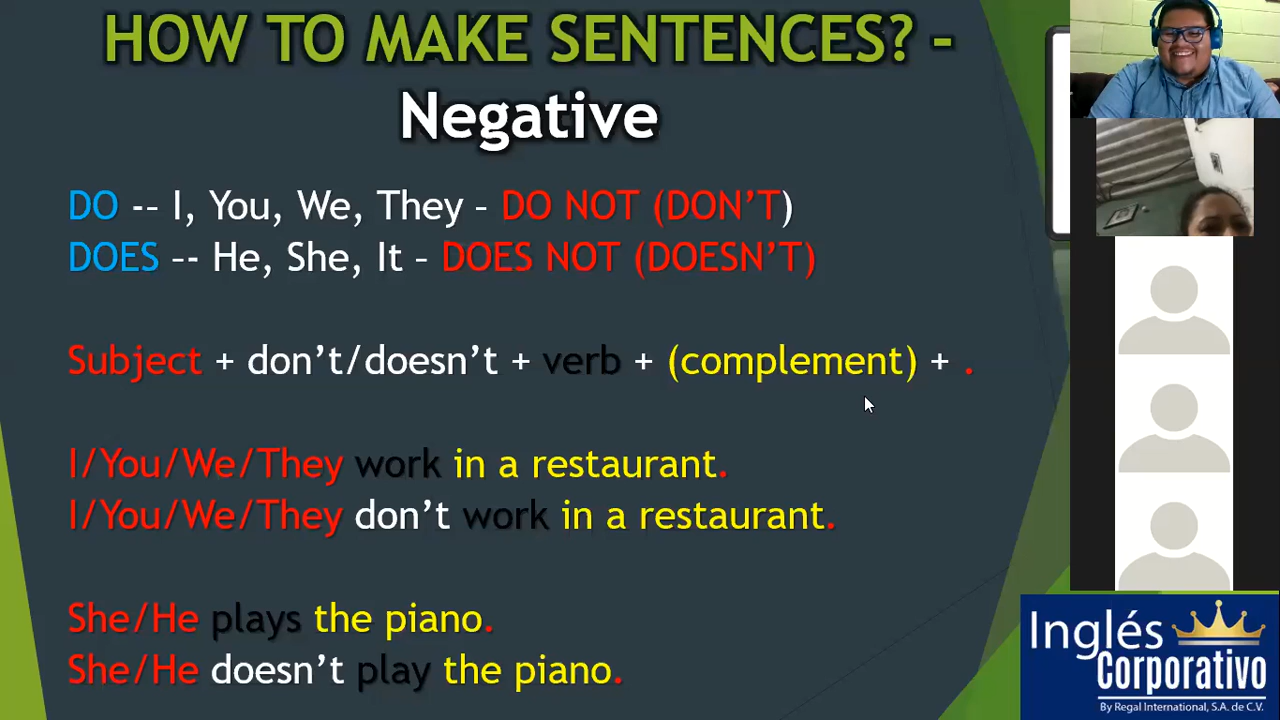 HOW TO MAKE SENTENCES? –
Negative
DO -– I, You, We, They – DO NOT (DON’T)
DOES –- He, She, It – DOES NOT (DOESN’T)
Subject + don’t/doesn’t + verb + (complement) + .
I/You/We/They work in a restaurant.
I/You/We/They don’t work in a restaurant.
She/He plays the piano.
She/He doesn’t play the piano.
Inglés
Corporativo
By Regal International, S.A. de C.V.